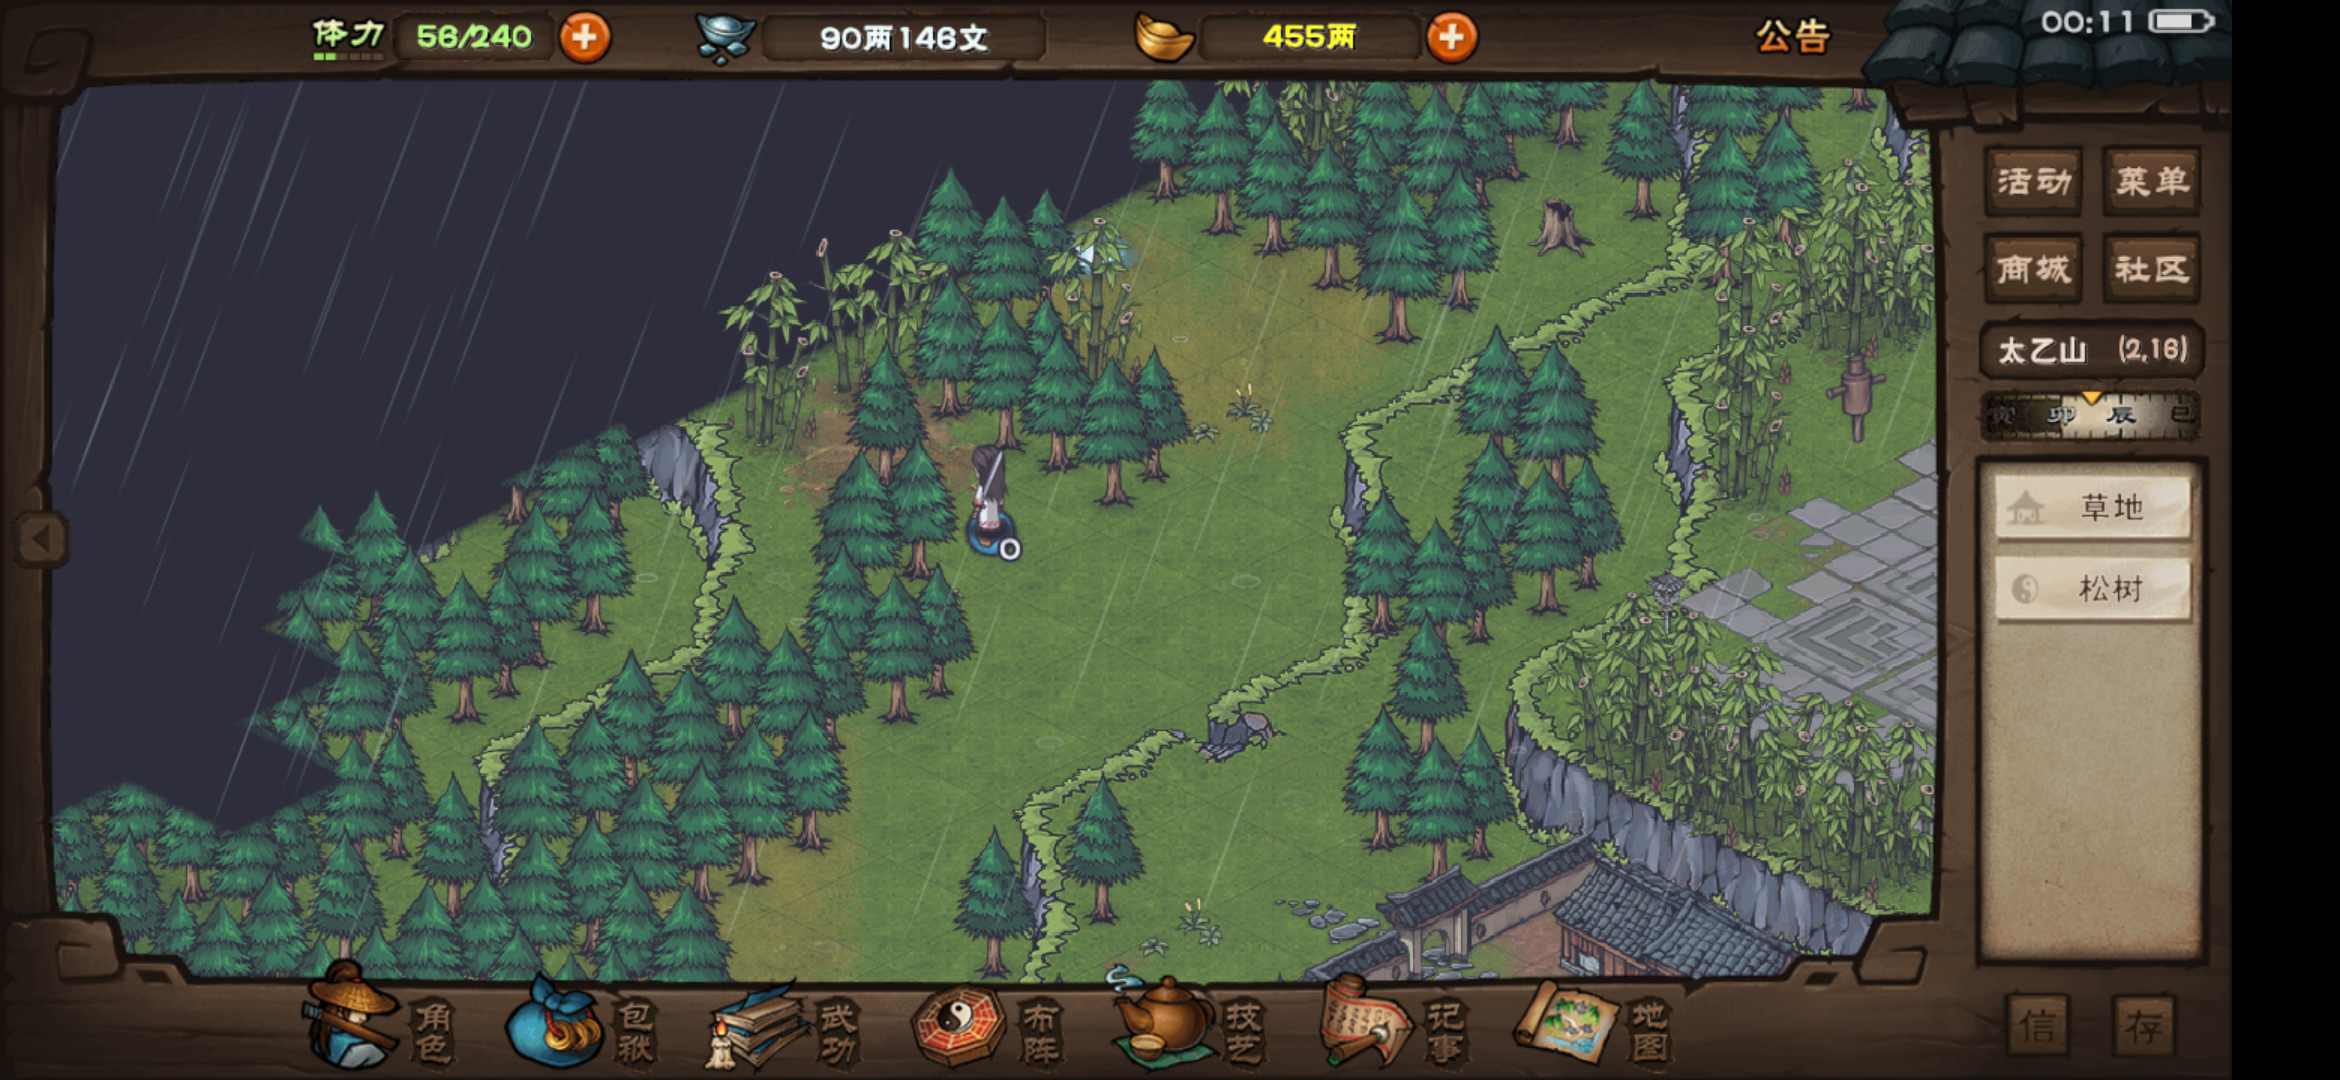 体力 56/240 90两146文 455两 公告 00:11
活动 菜单
商城 社区
太乙山 (2,16)
寅 卯 辰 巳
草地
松树
角色 包袱 武功 布阵 技艺 记事 地图 信 存